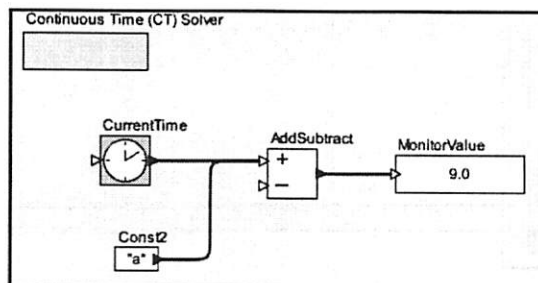 Continuous Time (CT) Solver
CurrentTime
AddSubtract
MonitorValue
+
9.0
−
Const2
"a"